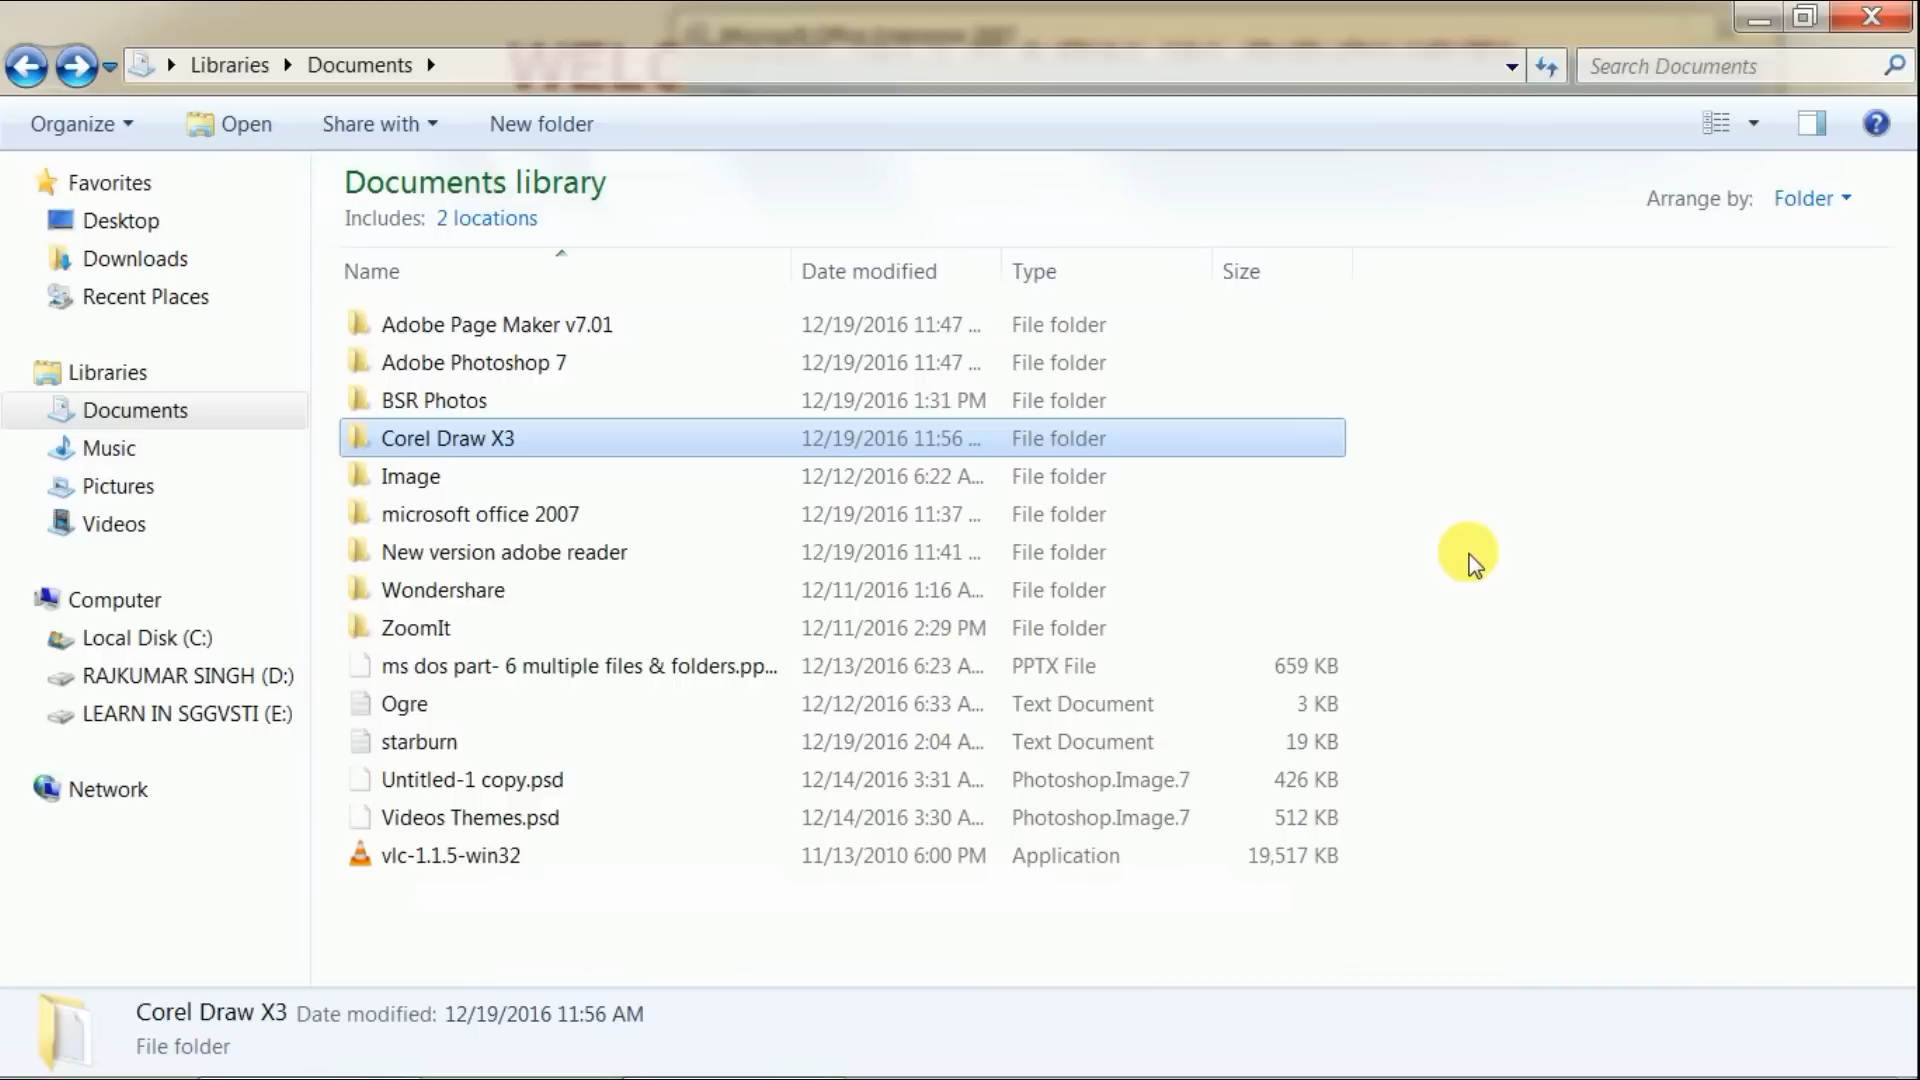 WELC
Libraries Documents
Search Documents
Organize Open Share with New folder
Documents library
Includes: 2 locations
Arrange by: Folder
Favorites
Desktop
Downloads
Recent Places
Libraries
Documents
Music
Pictures
Videos
Computer
Local Disk (C:)
RAJKUMAR SINGH (D:)
LEARN IN SGGVSTI (E:)
Network
Name Date modified Type Size
Adobe Page Maker v7.01 12/19/2016 11:47 ... File folder
Adobe Photoshop 7 12/19/2016 11:47 ... File folder
BSR Photos 12/19/2016 1:31 PM File folder
Corel Draw X3 12/19/2016 11:56 ... File folder
Image 12/12/2016 6:22 A... File folder
microsoft office 2007 12/19/2016 11:37 ... File folder
New version adobe reader 12/19/2016 11:41 ... File folder
Wondershare 12/11/2016 1:16 A... File folder
ZoomIt 12/11/2016 2:29 PM File folder
ms dos part- 6 multiple files & folders.pp... 12/13/2016 6:23 A... PPTX File 659 KB
Ogre 12/12/2016 6:33 A... Text Document 3 KB
starburn 12/19/2016 2:04 A... Text Document 19 KB
Untitled-1 copy.psd 12/14/2016 3:31 A... Photoshop.Image.7 426 KB
Videos Themes.psd 12/14/2016 3:30 A... Photoshop.Image.7 512 KB
vlc-1.1.5-win32 11/13/2010 6:00 PM Application 19,517 KB
Corel Draw X3 Date modified: 12/19/2016 11:56 AM
File folder